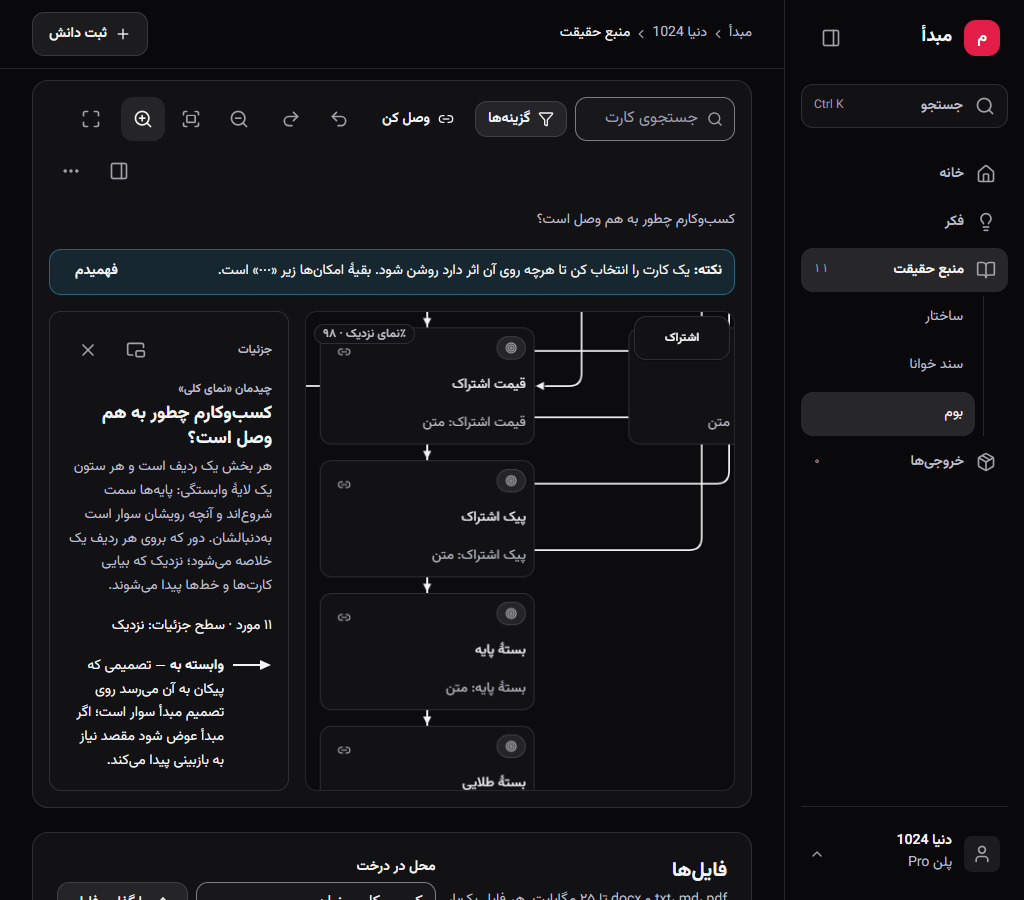 مبدأ
م
جستجو
Ctrl K
خانه
فکر
منبع حقیقت
۱۱
ساختار
سند خوانا
بوم
خروجی‌ها
۰
دنیا 1024
پلن Pro
مبدأ › دنیا 1024 › منبع حقیقت
ثبت دانش
جستجوی کارت
گزینه‌ها
وصل کن
کسب‌وکارم چطور به هم وصل است؟
نکته: یک کارت را انتخاب کن تا هرچه روی آن اثر دارد روشن شود. بقیهٔ امکان‌ها زیر «···» است.
فهمیدم
اشتراک
متن
٪نمای نزدیک · ۹۸
قیمت اشتراک
قیمت اشتراک: متن
پیک اشتراک
پیک اشتراک: متن
بستهٔ پایه
بستهٔ پایه: متن
بستهٔ طلایی
جزئیات
چیدمان «نمای کلی»
کسب‌وکارم چطور به هم
وصل است؟
هر بخش یک ردیف است و هر ستون
یک لایهٔ وابستگی: پایه‌ها سمت
شروع‌اند و آنچه رویشان سوار است
به‌دنبالشان. دور که بروی هر ردیف یک
خلاصه می‌شود؛ نزدیک که بیایی
کارت‌ها و خط‌ها پیدا می‌شوند.
۱۱ مورد · سطح جزئیات: نزدیک
وابسته به — تصمیمی که
پیکان به آن می‌رسد روی
تصمیم مبدأ سوار است؛ اگر
مبدأ عوض شود مقصد نیاز
به بازبینی پیدا می‌کند.
فایل‌ها
محل در درخت